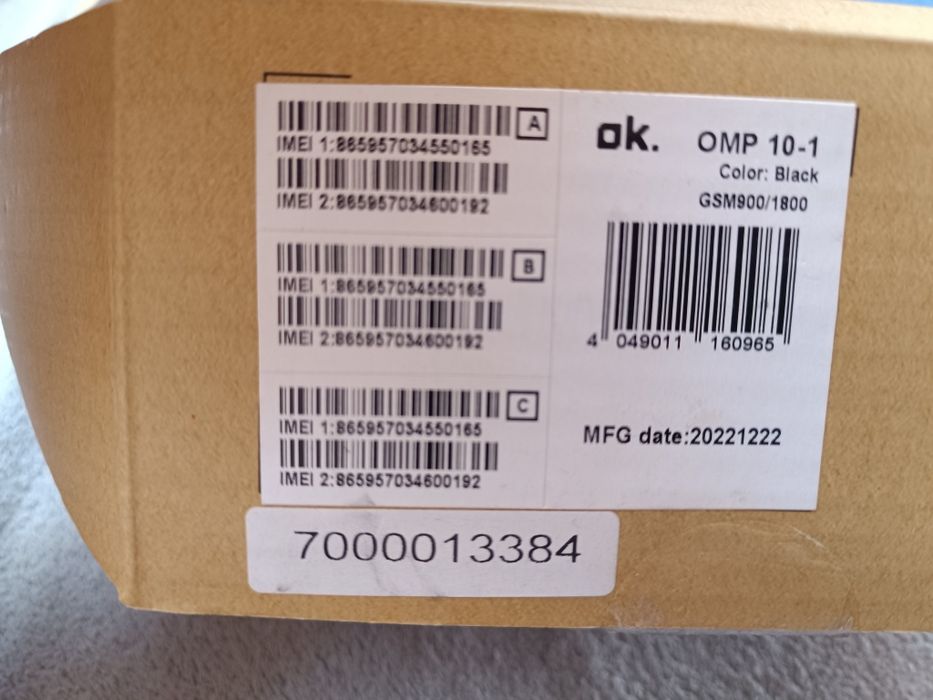 A
IMEI 1:865957034550165
IMEI 2:865957034600192
B
IMEI 1:865957034550165
IMEI 2:865957034600192
C
IMEI 1:865957034550165
IMEI 2:865957034600192
ok.
OMP 10-1
Color: Black
GSM900/1800
4 049011 160965
MFG date:20221222
7000013384